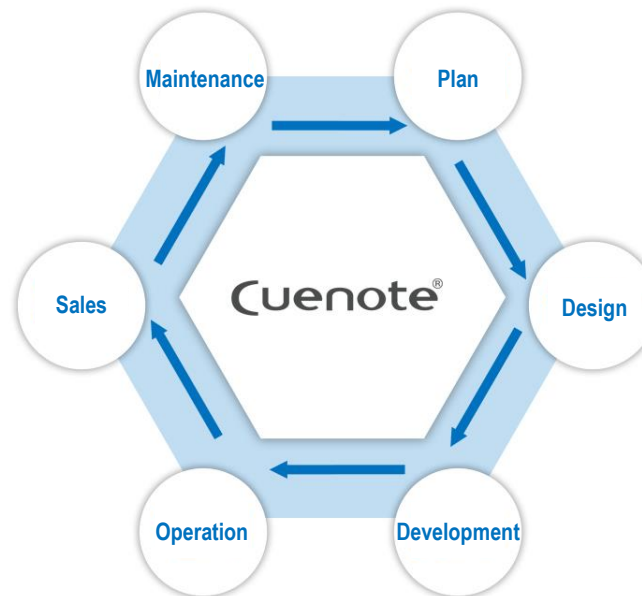 Maintenance
Plan
Sales
Cuenote®
Design
Operation
Development